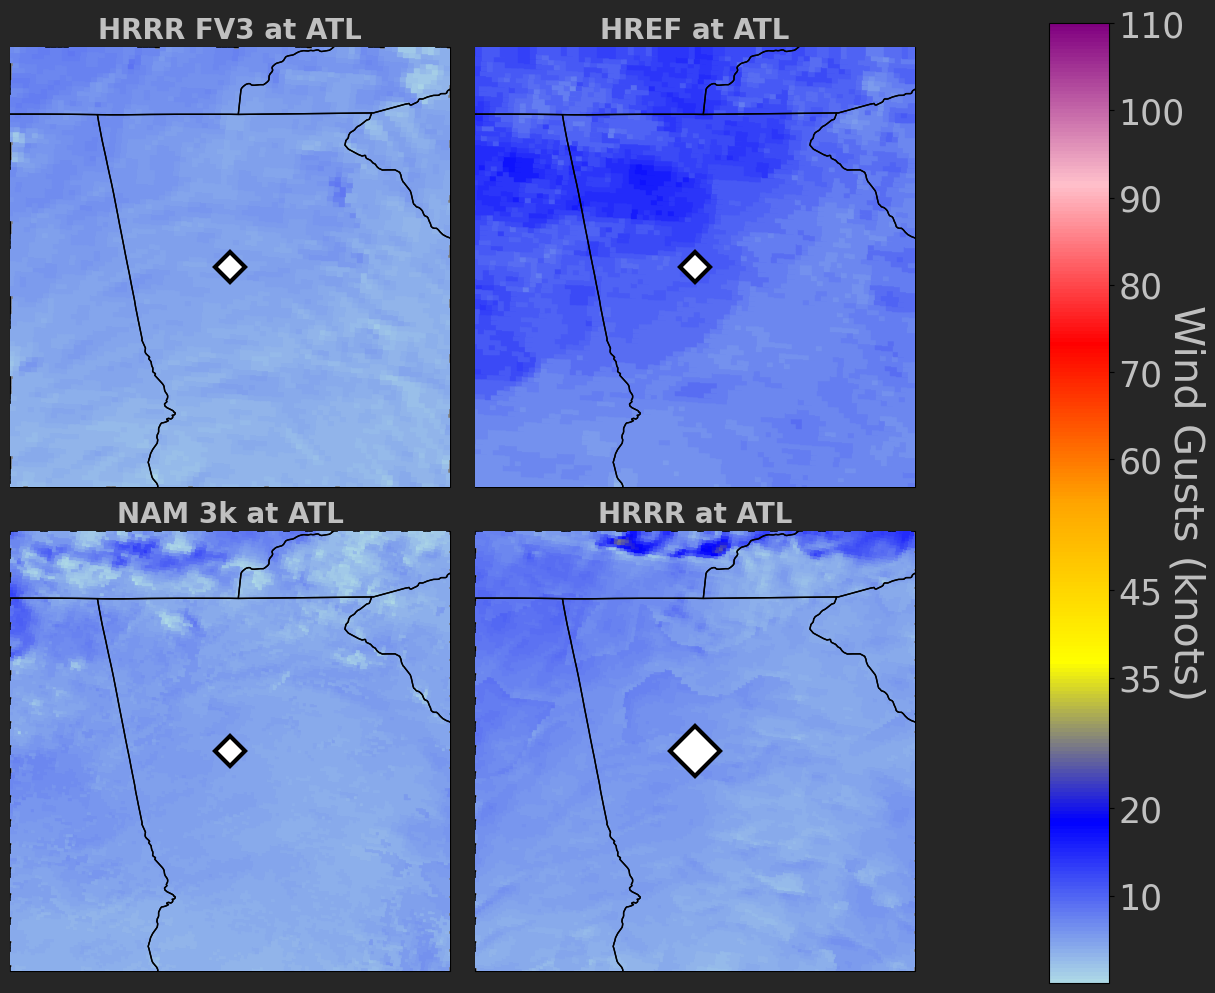 HRRR FV3 at ATL
HREF at ATL
NAM 3k at ATL
HRRR at ATL
110
100
90
80
70
60
45
35
20
10
Wind Gusts (knots)